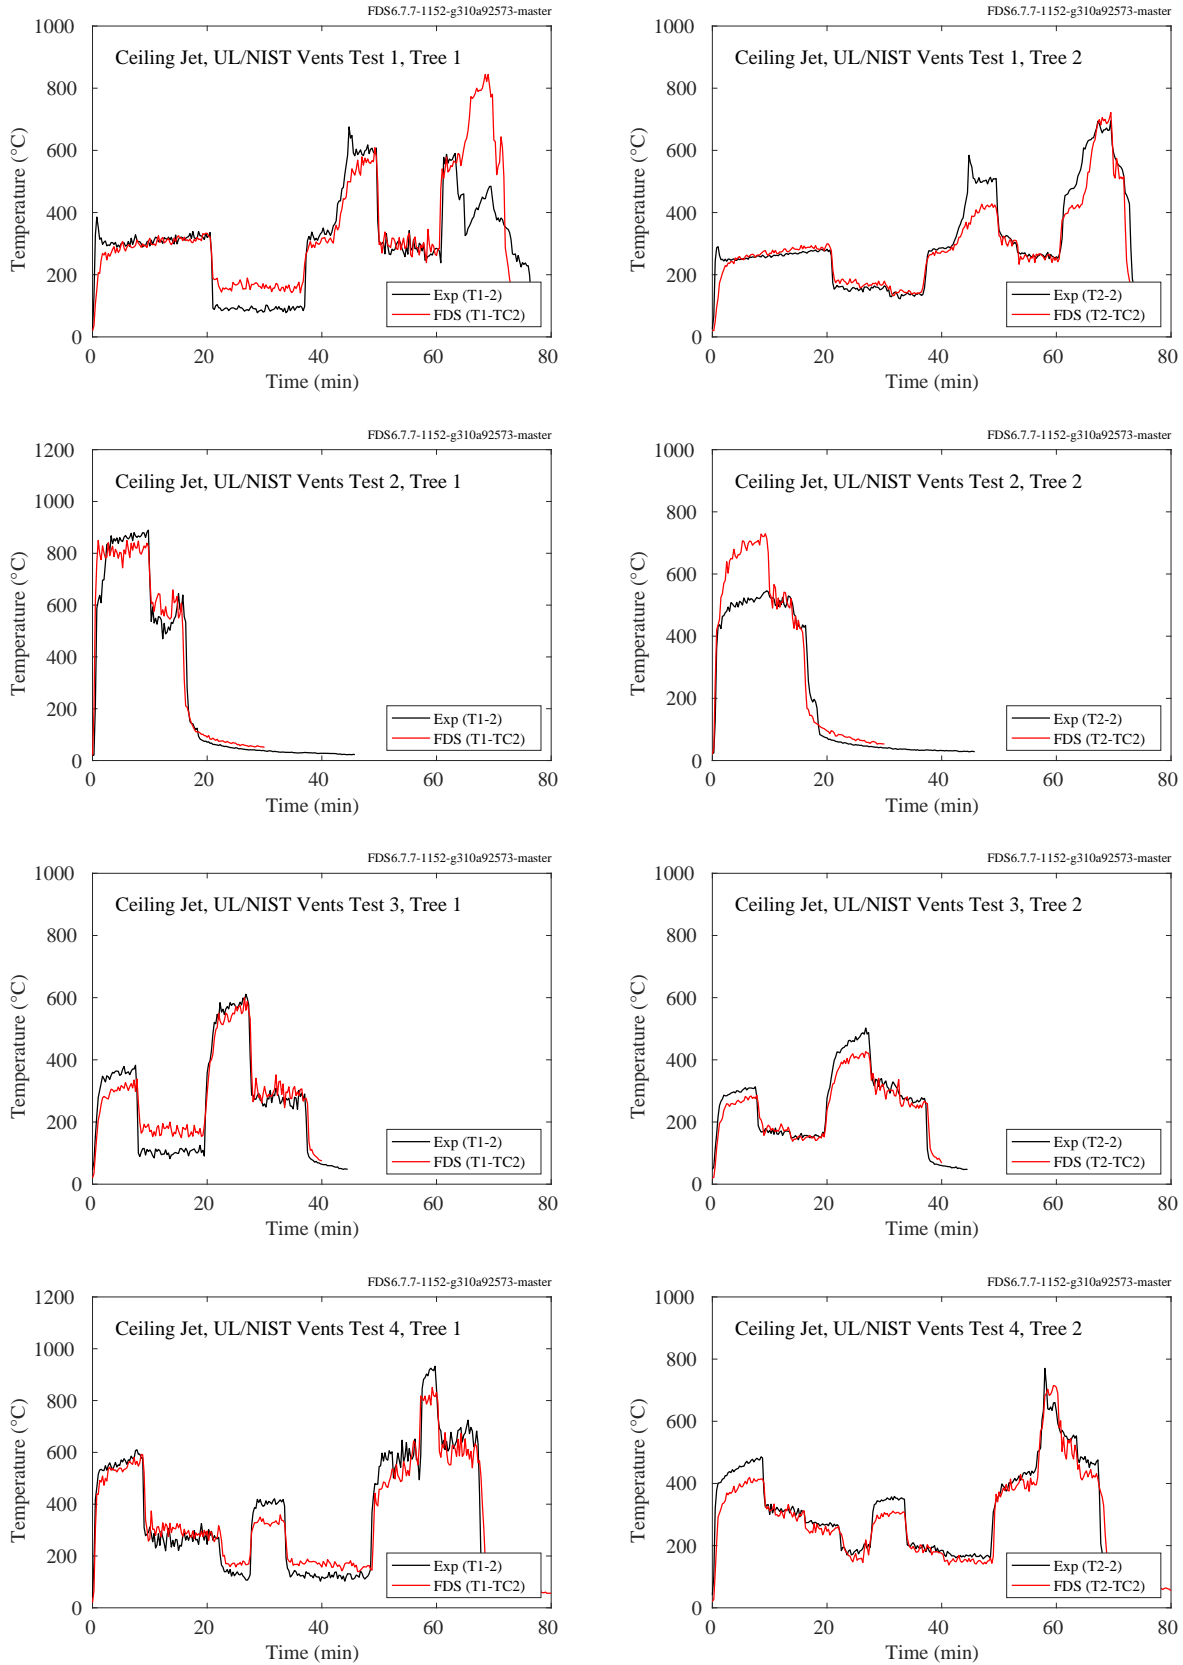 FDS6.7.7-1152-g310a92573-master
Ceiling Jet, UL/NIST Vents Test 1, Tree 1
Temperature (°C)
1000
800
600
400
200
0
0 20 40 60 80
Time (min)
Exp (T1-2)
FDS (T1-TC2)
FDS6.7.7-1152-g310a92573-master
Ceiling Jet, UL/NIST Vents Test 1, Tree 2
Temperature (°C)
1000
800
600
400
200
0
0 20 40 60 80
Time (min)
Exp (T2-2)
FDS (T2-TC2)
FDS6.7.7-1152-g310a92573-master
Ceiling Jet, UL/NIST Vents Test 2, Tree 1
Temperature (°C)
1200
1000
800
600
400
200
0
0 20 40 60 80
Time (min)
Exp (T1-2)
FDS (T1-TC2)
FDS6.7.7-1152-g310a92573-master
Ceiling Jet, UL/NIST Vents Test 2, Tree 2
Temperature (°C)
1000
800
600
400
200
0
0 20 40 60 80
Time (min)
Exp (T2-2)
FDS (T2-TC2)
FDS6.7.7-1152-g310a92573-master
Ceiling Jet, UL/NIST Vents Test 3, Tree 1
Temperature (°C)
1000
800
600
400
200
0
0 20 40 60 80
Time (min)
Exp (T1-2)
FDS (T1-TC2)
FDS6.7.7-1152-g310a92573-master
Ceiling Jet, UL/NIST Vents Test 3, Tree 2
Temperature (°C)
1000
800
600
400
200
0
0 20 40 60 80
Time (min)
Exp (T2-2)
FDS (T2-TC2)
FDS6.7.7-1152-g310a92573-master
Ceiling Jet, UL/NIST Vents Test 4, Tree 1
Temperature (°C)
1200
1000
800
600
400
200
0
0 20 40 60 80
Time (min)
Exp (T1-2)
FDS (T1-TC2)
FDS6.7.7-1152-g310a92573-master
Ceiling Jet, UL/NIST Vents Test 4, Tree 2
Temperature (°C)
1000
800
600
400
200
0
0 20 40 60 80
Time (min)
Exp (T2-2)
FDS (T2-TC2)